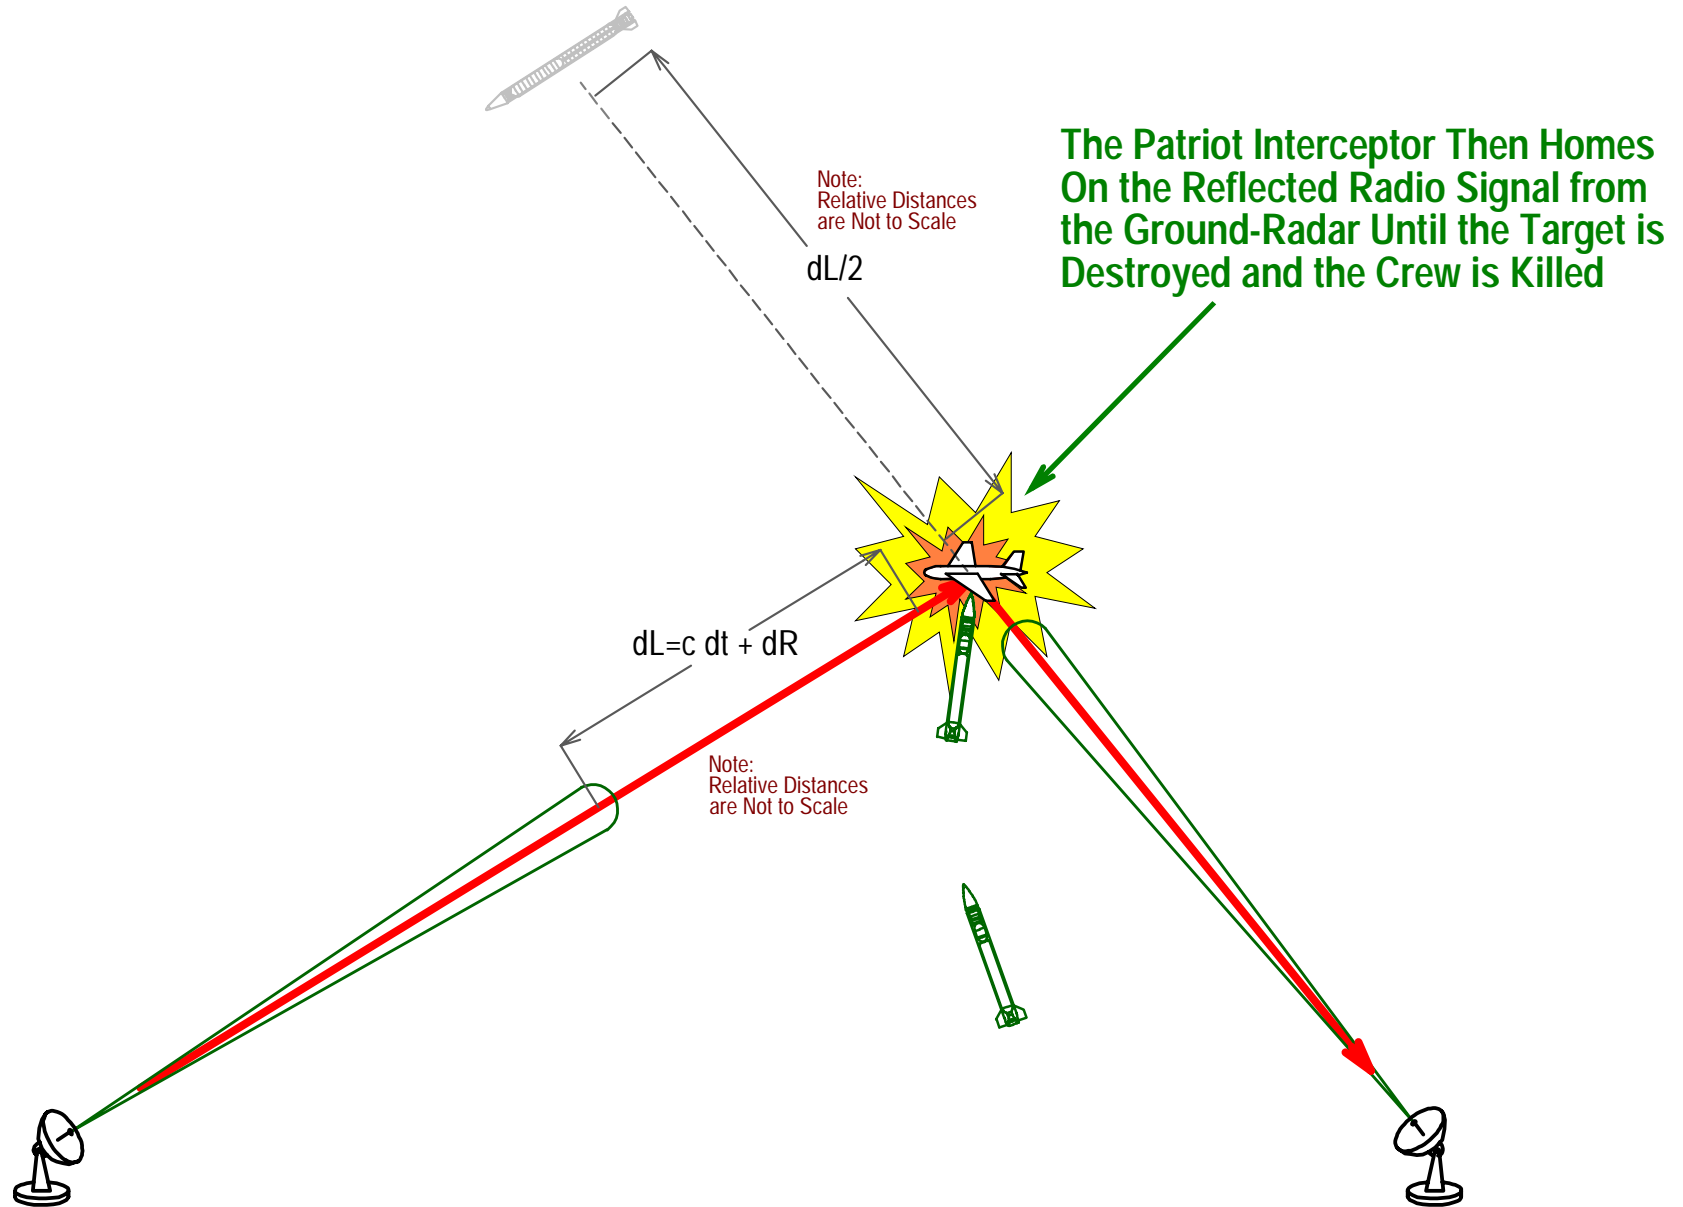 The Patriot Interceptor Then Homes
On the Reflected Radio Signal from
the Ground-Radar Until the Target is
Destroyed and the Crew is Killed
Note:
Relative Distances
are Not to Scale
dL/2
dL=c dt + dR
Note:
Relative Distances
are Not to Scale